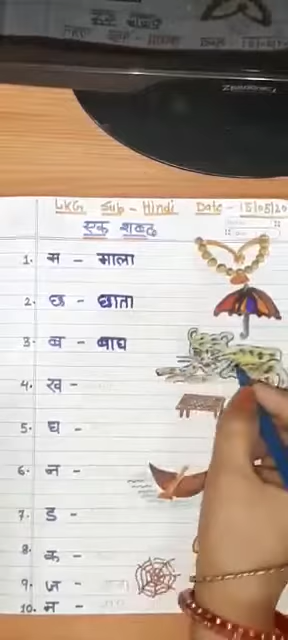 LKG Sub - Hindi Date - 15/05/20
एक शब्द
1. म - माला
2. छ - छाता
3. ब - बाघ
4. ख -
5. घ -
6. न -
7. ड -
8. क -
9. ज -
10. म -